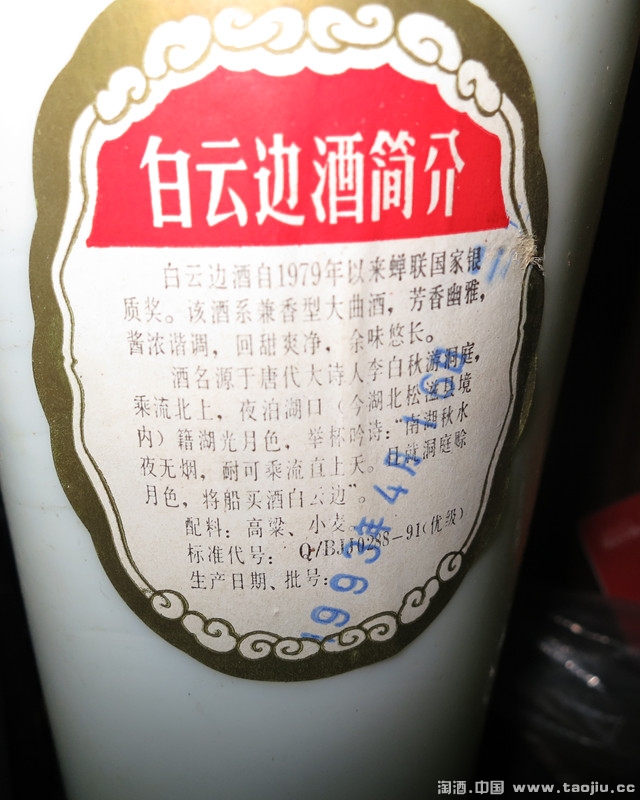 白云边酒简介
白云边酒自1979年以来蝉联国家银
质奖。该酒系兼香型大曲酒，芳香幽雅，
酱浓谐调，回甜爽净，余味悠长。
酒名源于唐代大诗人李白秋游洞庭，
乘流北上，夜泊湖口（今湖北松滋县境
内）籍湖光月色，举杯吟诗：“南湖秋水
夜无烟，耐可乘流直上天。且就洞庭赊
月色，将船买酒白云边”。
配料：高粱、小麦
标准代号：Q/BJJ0288-91(优级)
生产日期、批号：
1993年4月16日
淘酒.中国 www.taojiu.cc